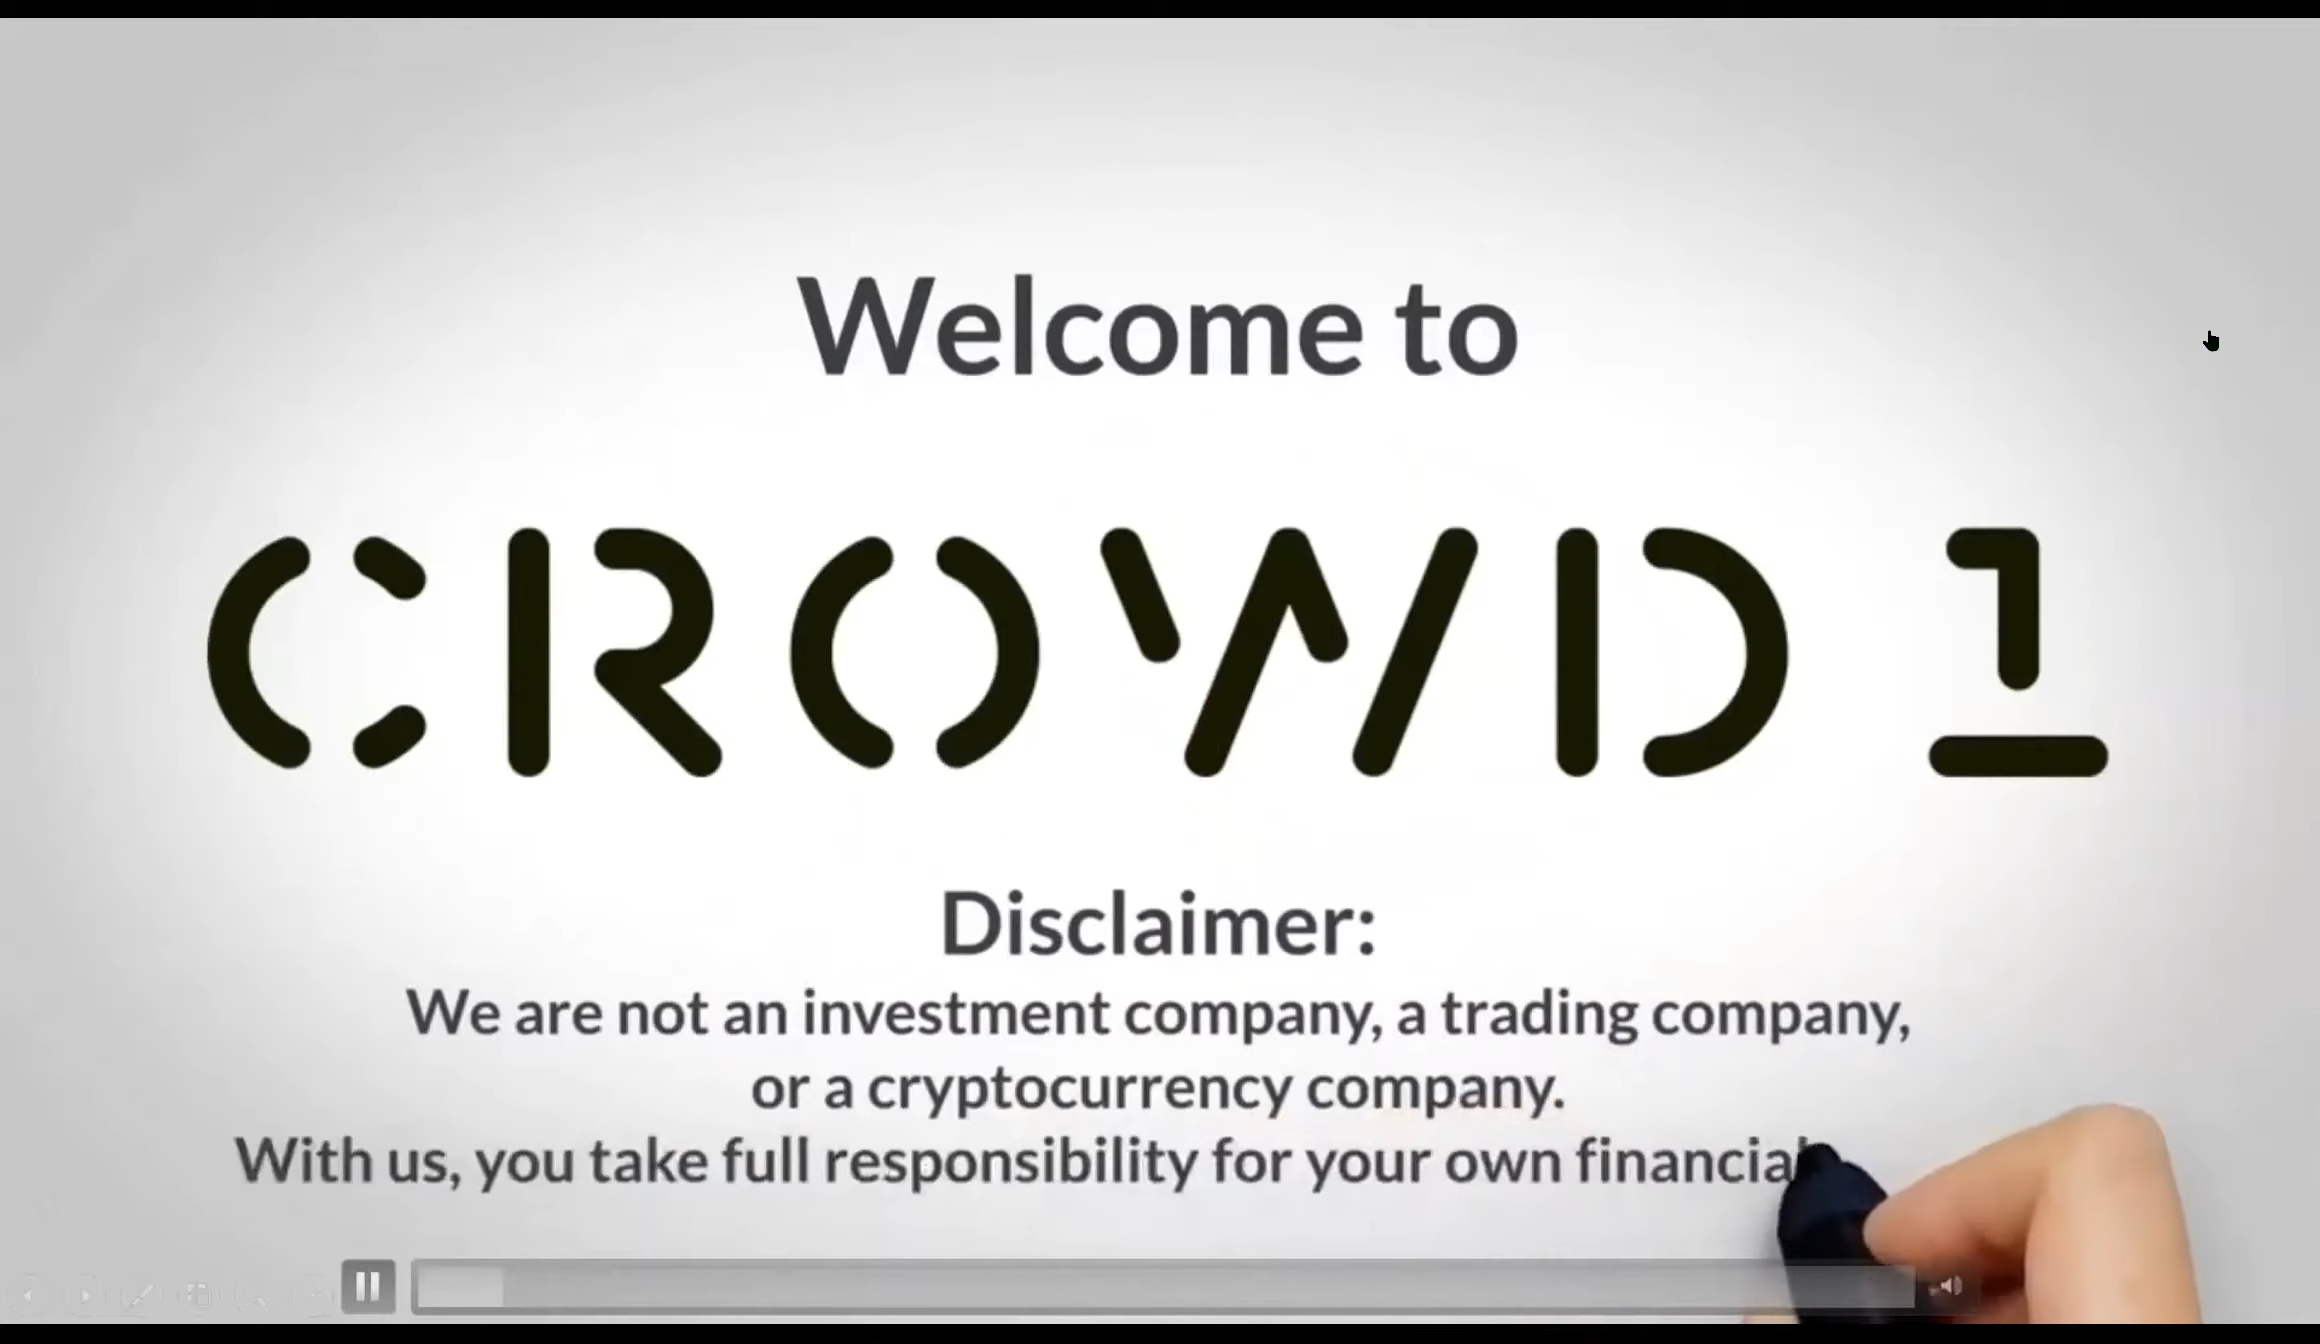 Welcome to
CROWD1
Disclaimer:
We are not an investment company, a trading company,
or a cryptocurrency company.
With us, you take full responsibility for your own financial